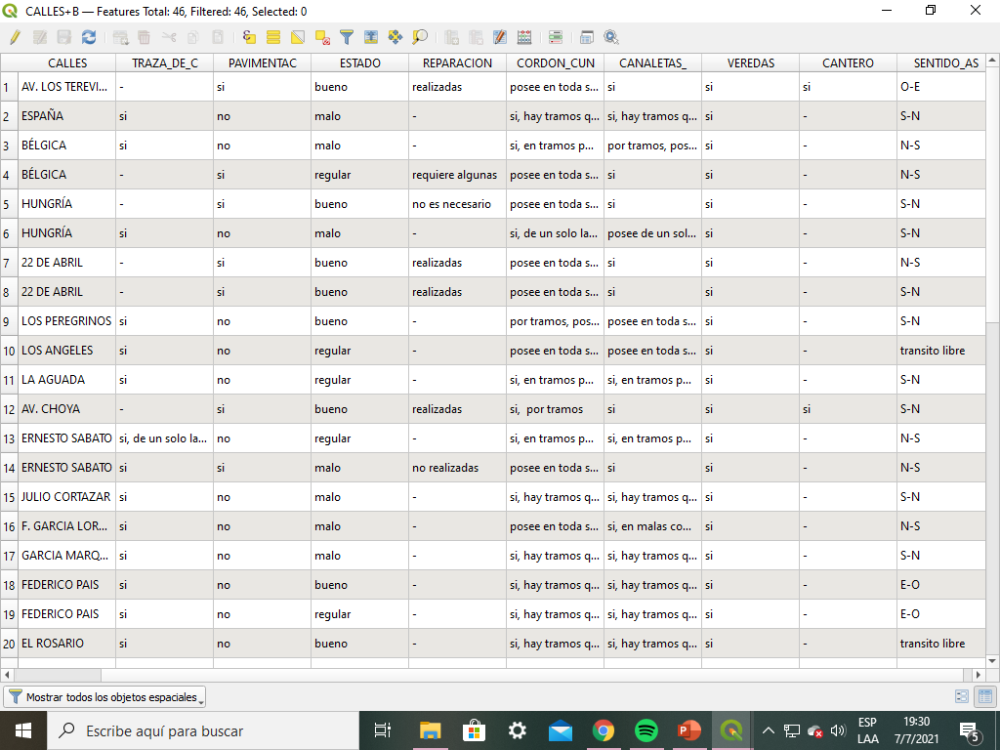 CALLES+B — Features Total: 46, Filtered: 46, Selected: 0
CALLES TRAZA_DE_C PAVIMENTAC ESTADO REPARACION CORDON_CUN CANALETAS_ VEREDAS CANTERO SENTIDO_AS
1 AV. LOS TEREVI... - si bueno realizadas posee en toda s... si si si O-E
2 ESPAÑA si no malo - si, hay tramos q... si, hay tramos q... si - S-N
3 BÉLGICA si no malo - si, en tramos p... por tramos, pos... si - N-S
4 BÉLGICA - si regular requiere algunas posee en toda s... si si - N-S
5 HUNGRÍA - si bueno no es necesario posee en toda s... si si - S-N
6 HUNGRÍA si no malo - si, de un solo la... posee de un sol... si - S-N
7 22 DE ABRIL - si bueno realizadas posee en toda s... si si - N-S
8 22 DE ABRIL - si bueno realizadas posee en toda s... si si - S-N
9 LOS PEREGRINOS si no bueno - por tramos, pos... posee en toda s... si - S-N
10 LOS ANGELES si no regular - posee en toda s... posee en toda s... si - transito libre
11 LA AGUADA si no regular - si, en tramos p... si, en tramos p... si - S-N
12 AV. CHOYA - si bueno realizadas si,  por tramos si si si S-N
13 ERNESTO SABATO si, de un solo la... no regular - si, en tramos p... si, en tramos p... si - N-S
14 ERNESTO SABATO si si malo no realizadas posee en toda s... si si - N-S
15 JULIO CORTAZAR si no malo - si, hay tramos q... si, hay tramos q... si - S-N
16 F. GARCIA LOR... si no malo - posee en toda s... si, en malas co... si - N-S
17 GARCIA MARQ... si no malo - si, hay tramos q... si, hay tramos q... si - S-N
18 FEDERICO PAIS si no bueno - si, hay tramos q... si, hay tramos q... si - E-O
19 FEDERICO PAIS si no regular - si, hay tramos q... si, hay tramos q... si - E-O
20 EL ROSARIO si no bueno - si, hay tramos q... si, hay tramos q... si - transito libre
Mostrar todos los objetos espaciales
Escribe aquí para buscar
ESP 19:30
LAA 7/7/2021
5